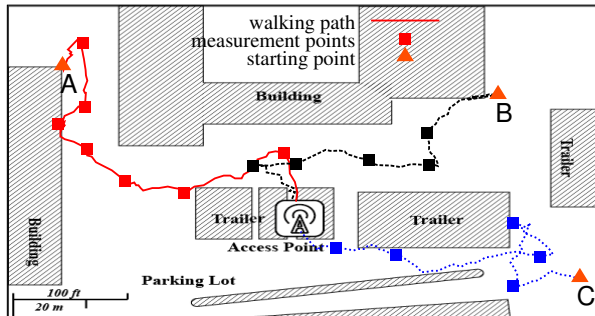 walking path
measurement points
starting point
A
Building
B
Trailer
Building
Trailer
Trailer
Access Point
Parking Lot
C
100 ft
20 m